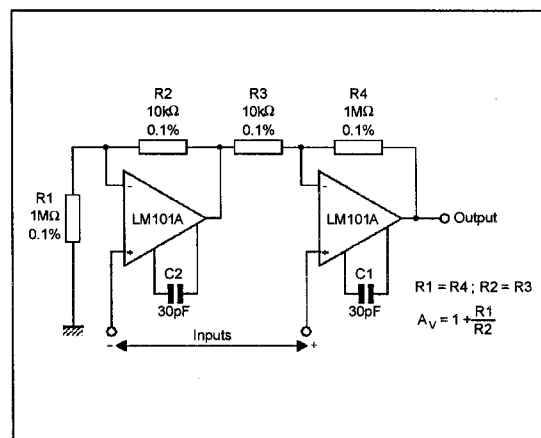 R2
10kΩ
0.1%
R3
10kΩ
0.1%
R4
1MΩ
0.1%
R1
1MΩ
0.1%
-
LM101A
+
-
LM101A
+
Output
C2
30pF
C1
30pF
- Inputs +
R1 = R4 ; R2 = R3
A_V = 1 + R1
R2